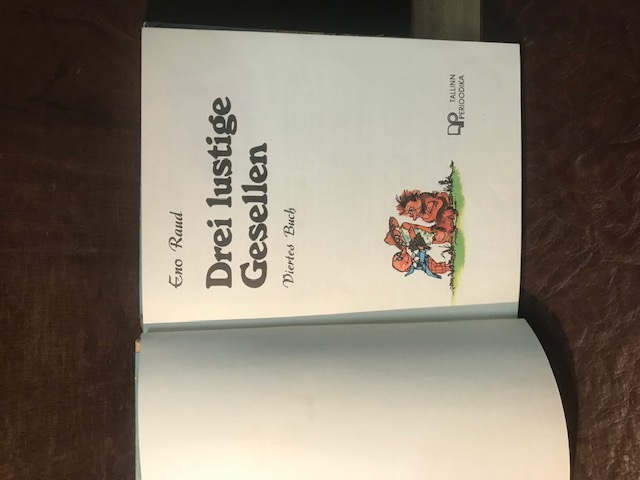 Eno Raud
Drei lustige
Gesellen
Viertes Buch
TALLINN
PERIOODIKA